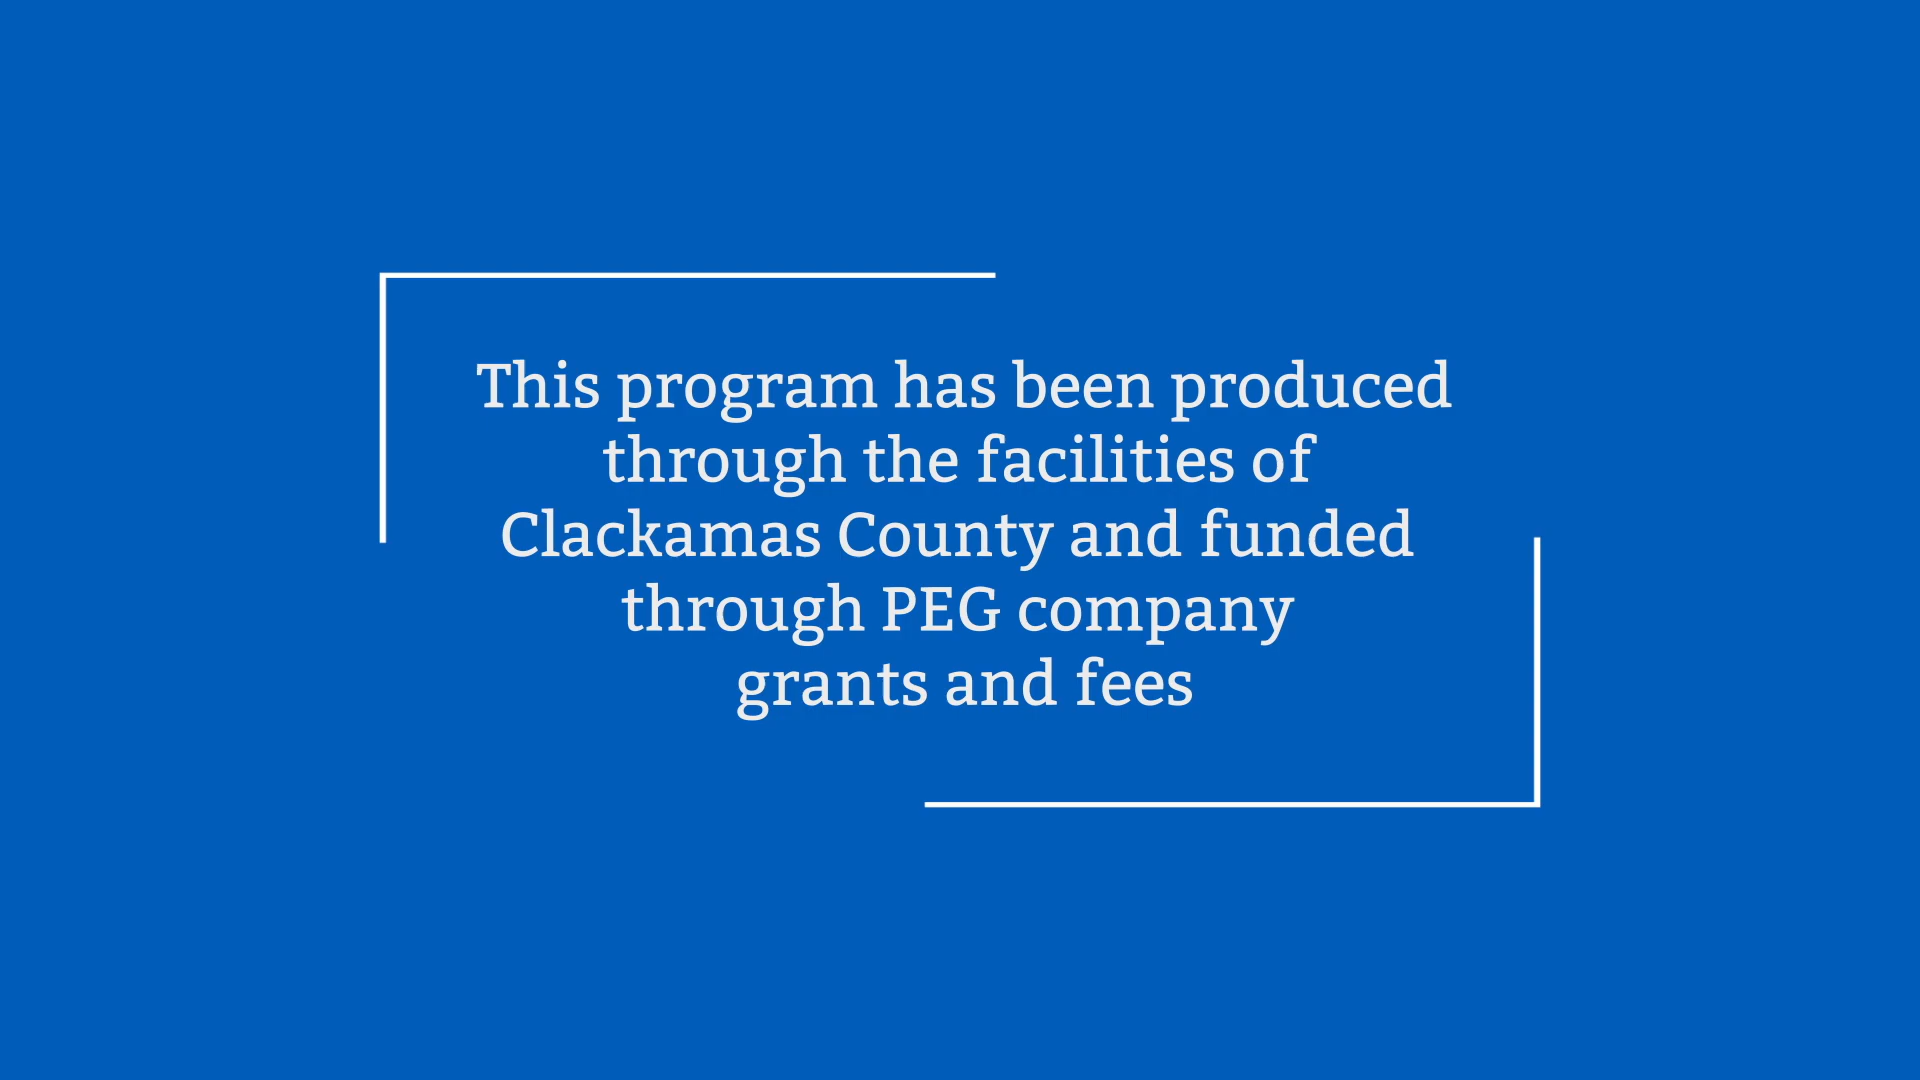 This program has been produced
through the facilities of
Clackamas County and funded
through PEG company
grants and fees